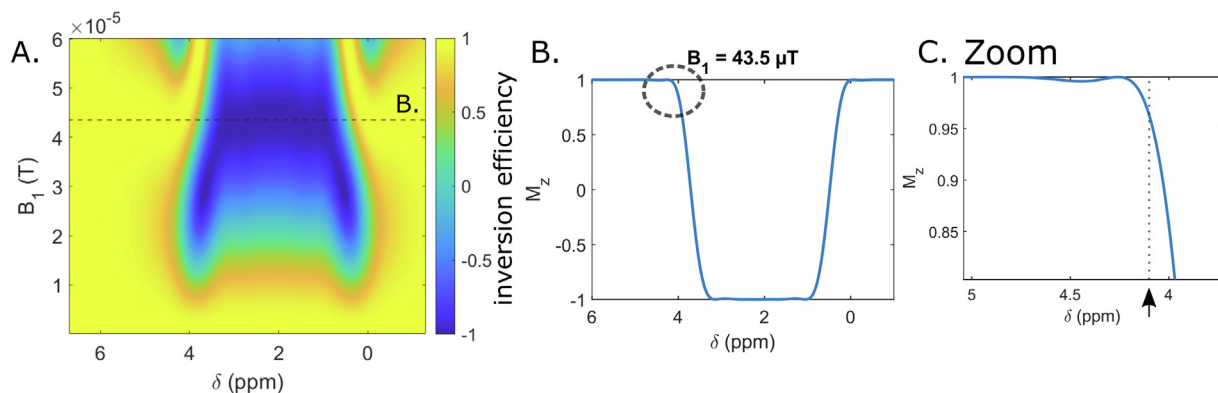 A.
×10⁻⁵
6
5
4
3
2
1
B₁ (T)
B.
6
4
2
0
δ (ppm)
1
0.5
0
-0.5
-1
inversion efficiency
B.
B₁ = 43.5 µT
1
0.5
0
-0.5
-1
M_z
6
4
2
0
δ (ppm)
C. Zoom
1
0.95
0.9
0.85
M_z
5
4.5
4
δ (ppm)